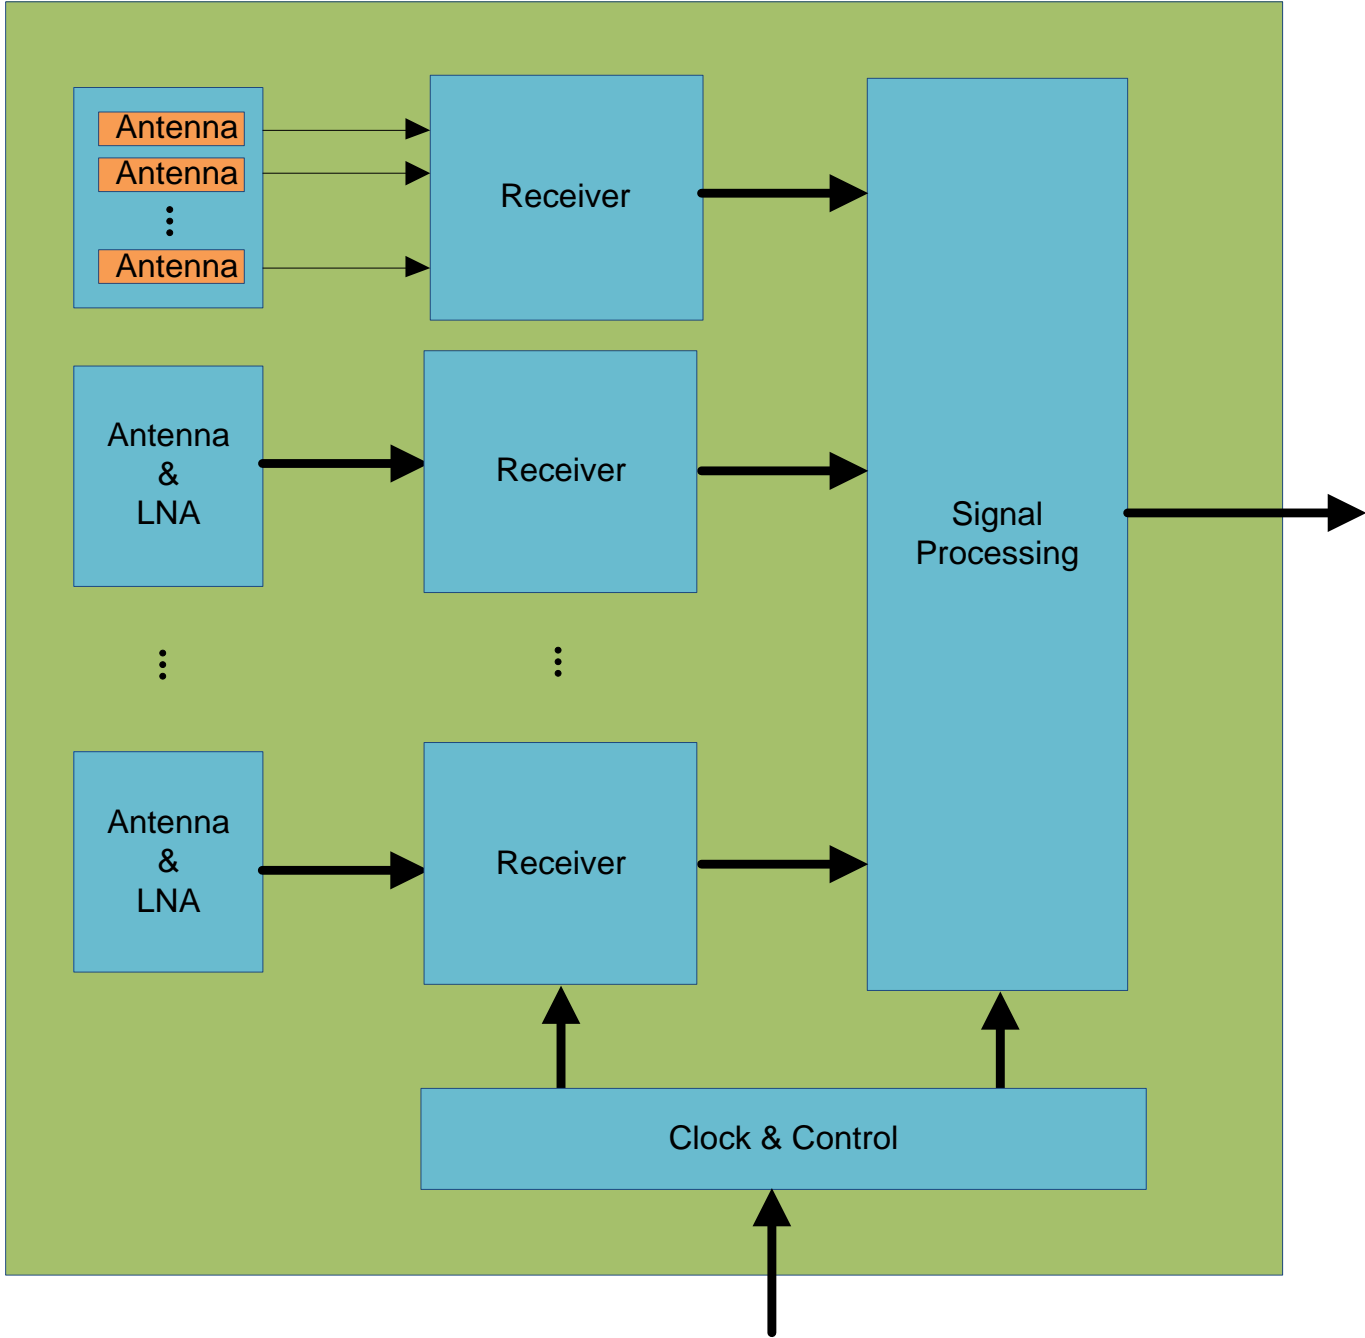 Antenna
Antenna
Antenna
Receiver
Antenna
&
LNA
Receiver
Signal
Processing
Antenna
&
LNA
Receiver
Clock & Control